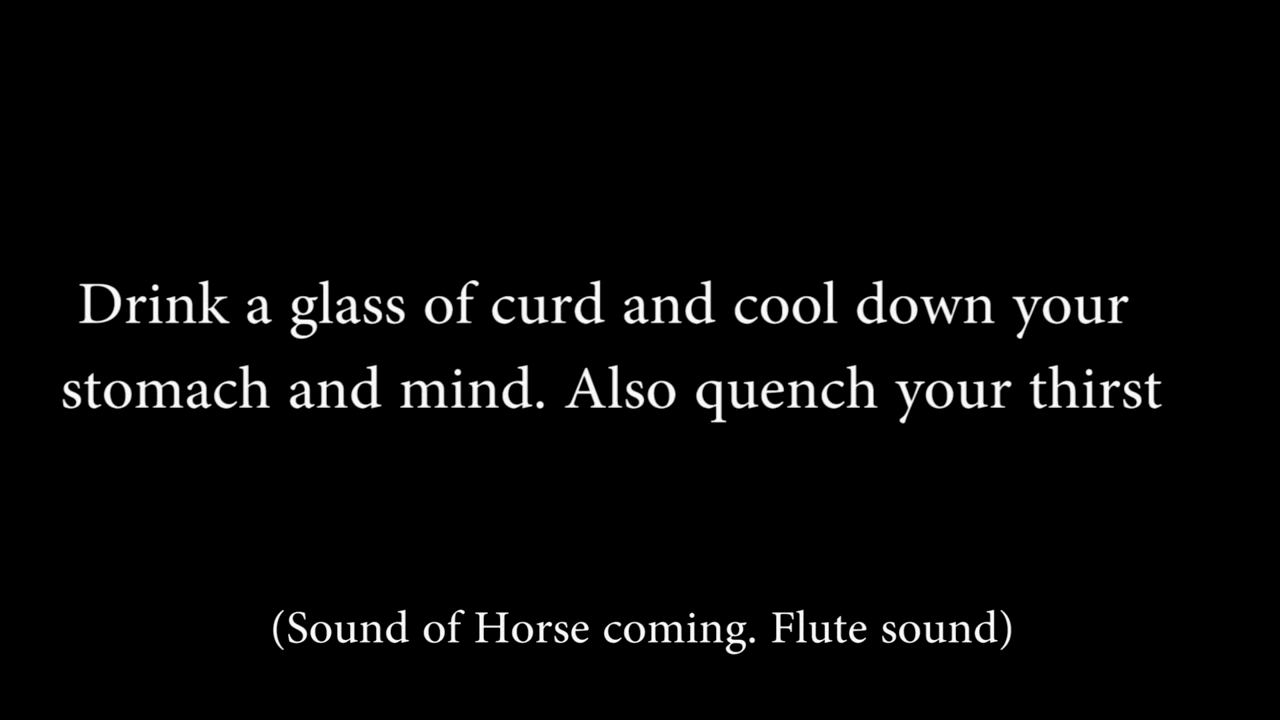 Drink a glass of curd and cool down your
stomach and mind. Also quench your thirst
(Sound of Horse coming. Flute sound)